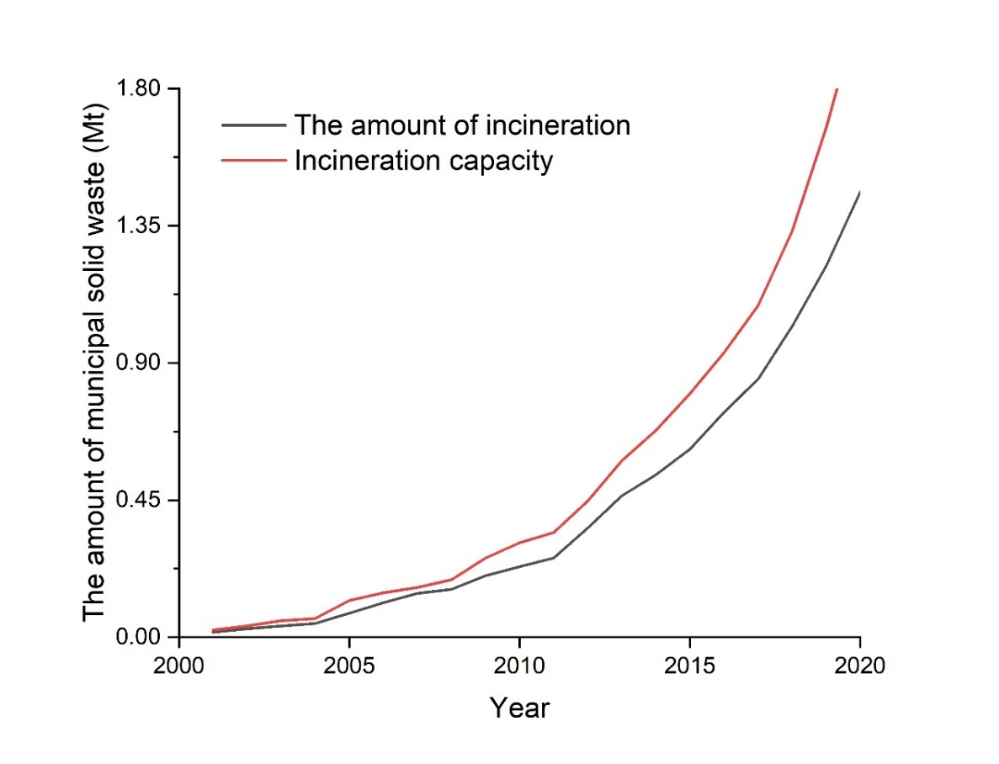 The amount of municipal solid waste (Mt)
1.80
1.35
0.90
0.45
0.00
The amount of incineration
Incineration capacity
2000 2005 2010 2015 2020
Year